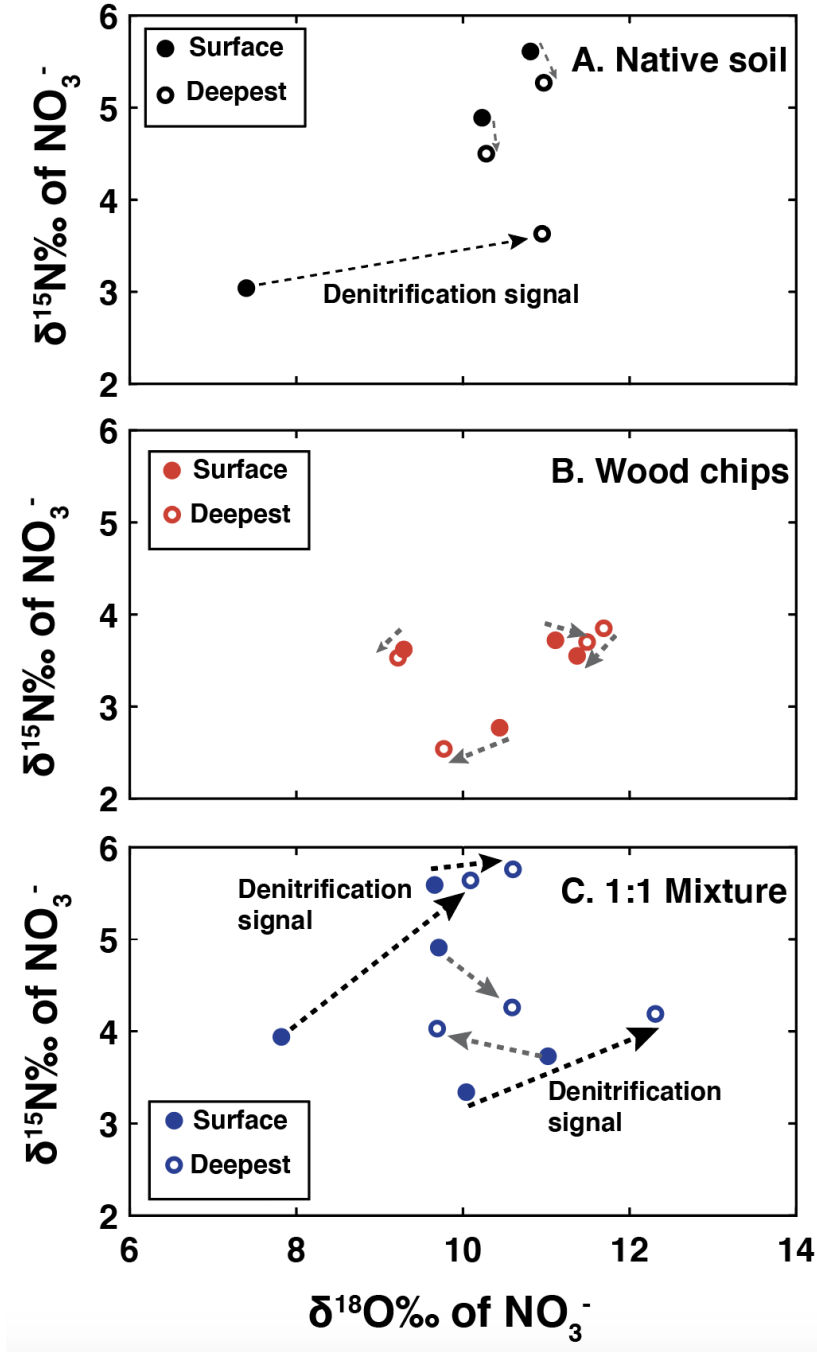 6
5
4
3
2
δ¹⁵N‰ of NO₃⁻
Surface
Deepest
A. Native soil
Denitrification signal
6
5
4
3
2
δ¹⁵N‰ of NO₃⁻
Surface
Deepest
B. Wood chips
6
5
4
3
2
δ¹⁵N‰ of NO₃⁻
Denitrification
signal
C. 1:1 Mixture
Denitrification
signal
Surface
Deepest
6 8 10 12 14
δ¹⁸O‰ of NO₃⁻